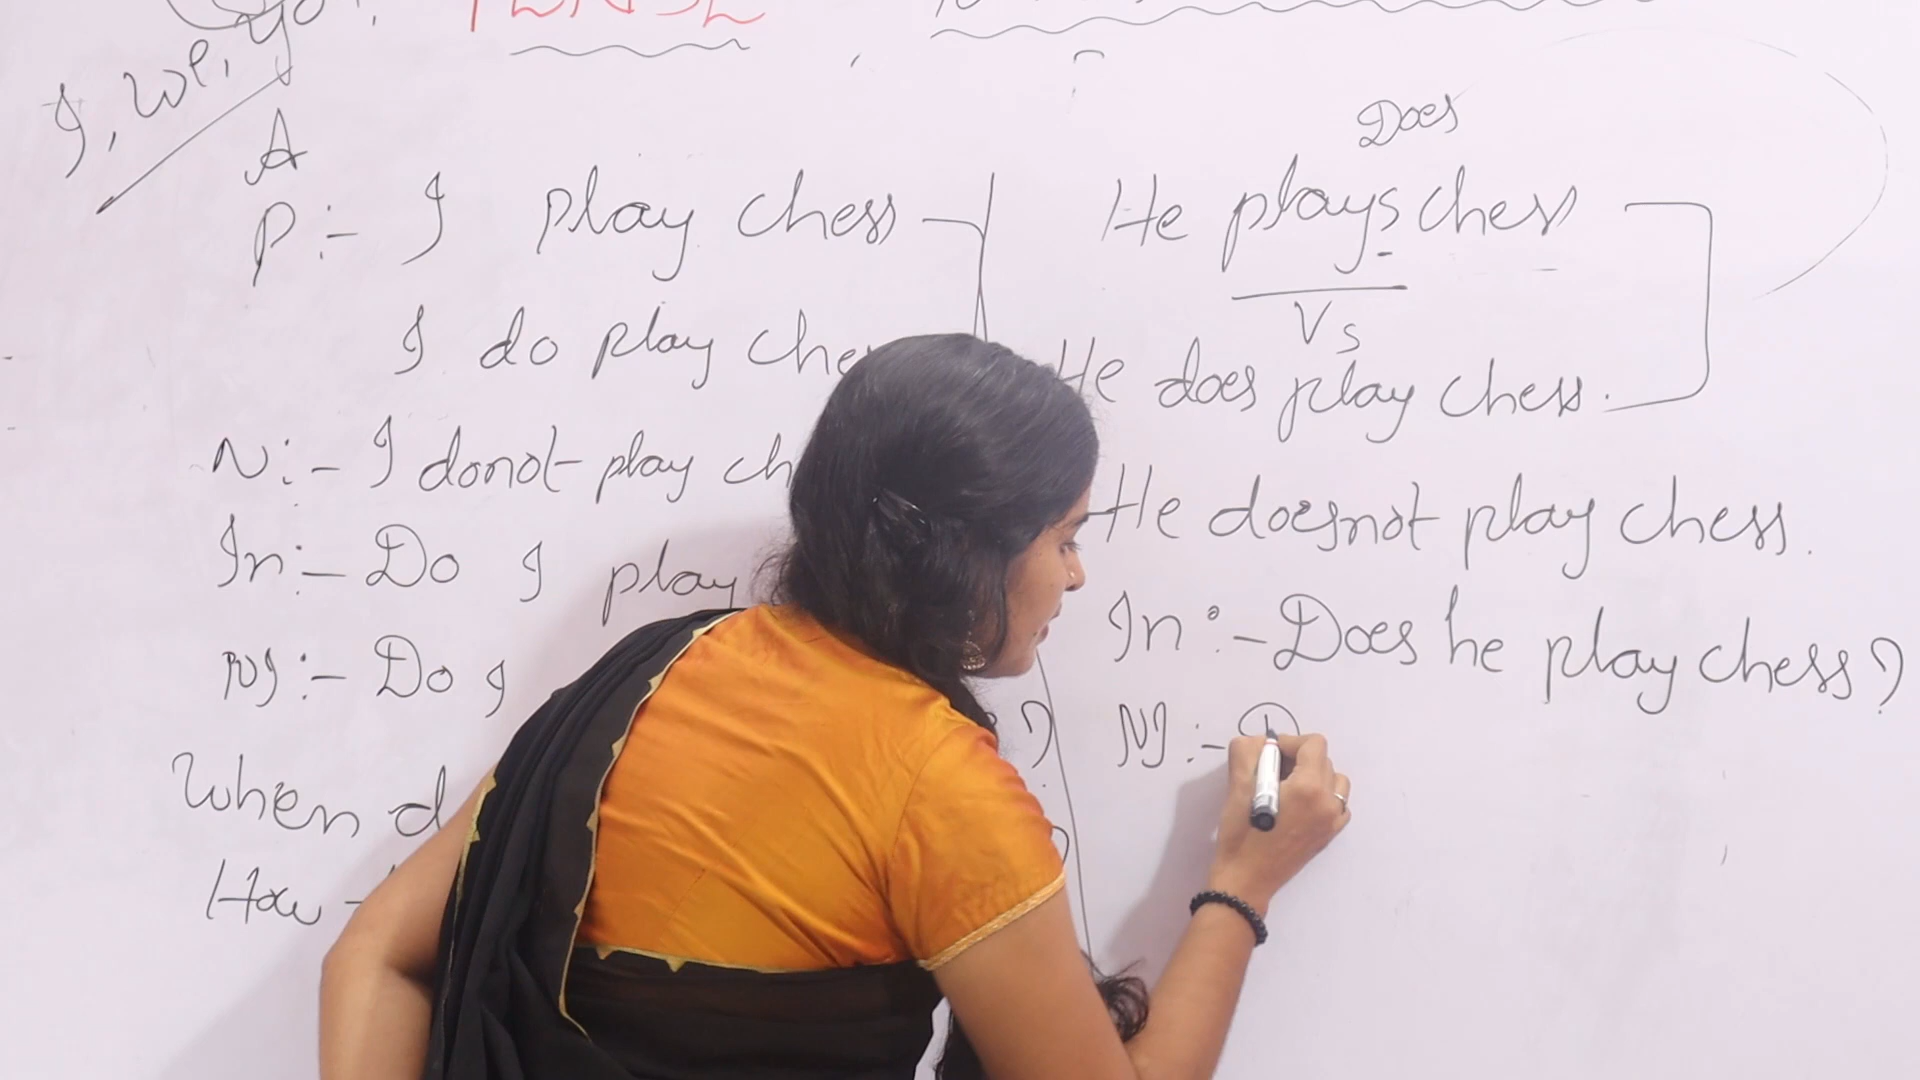 I, We, You,
TENSE
A
P :- I play chess
I do play che
N :- I donot play ch
In :- Do I play
NI :- Do I ?
When d
How
Does
He plays chess
Vs
He does play chess.
He doesnot play chess.
In :- Does he play chess?
NI :- D